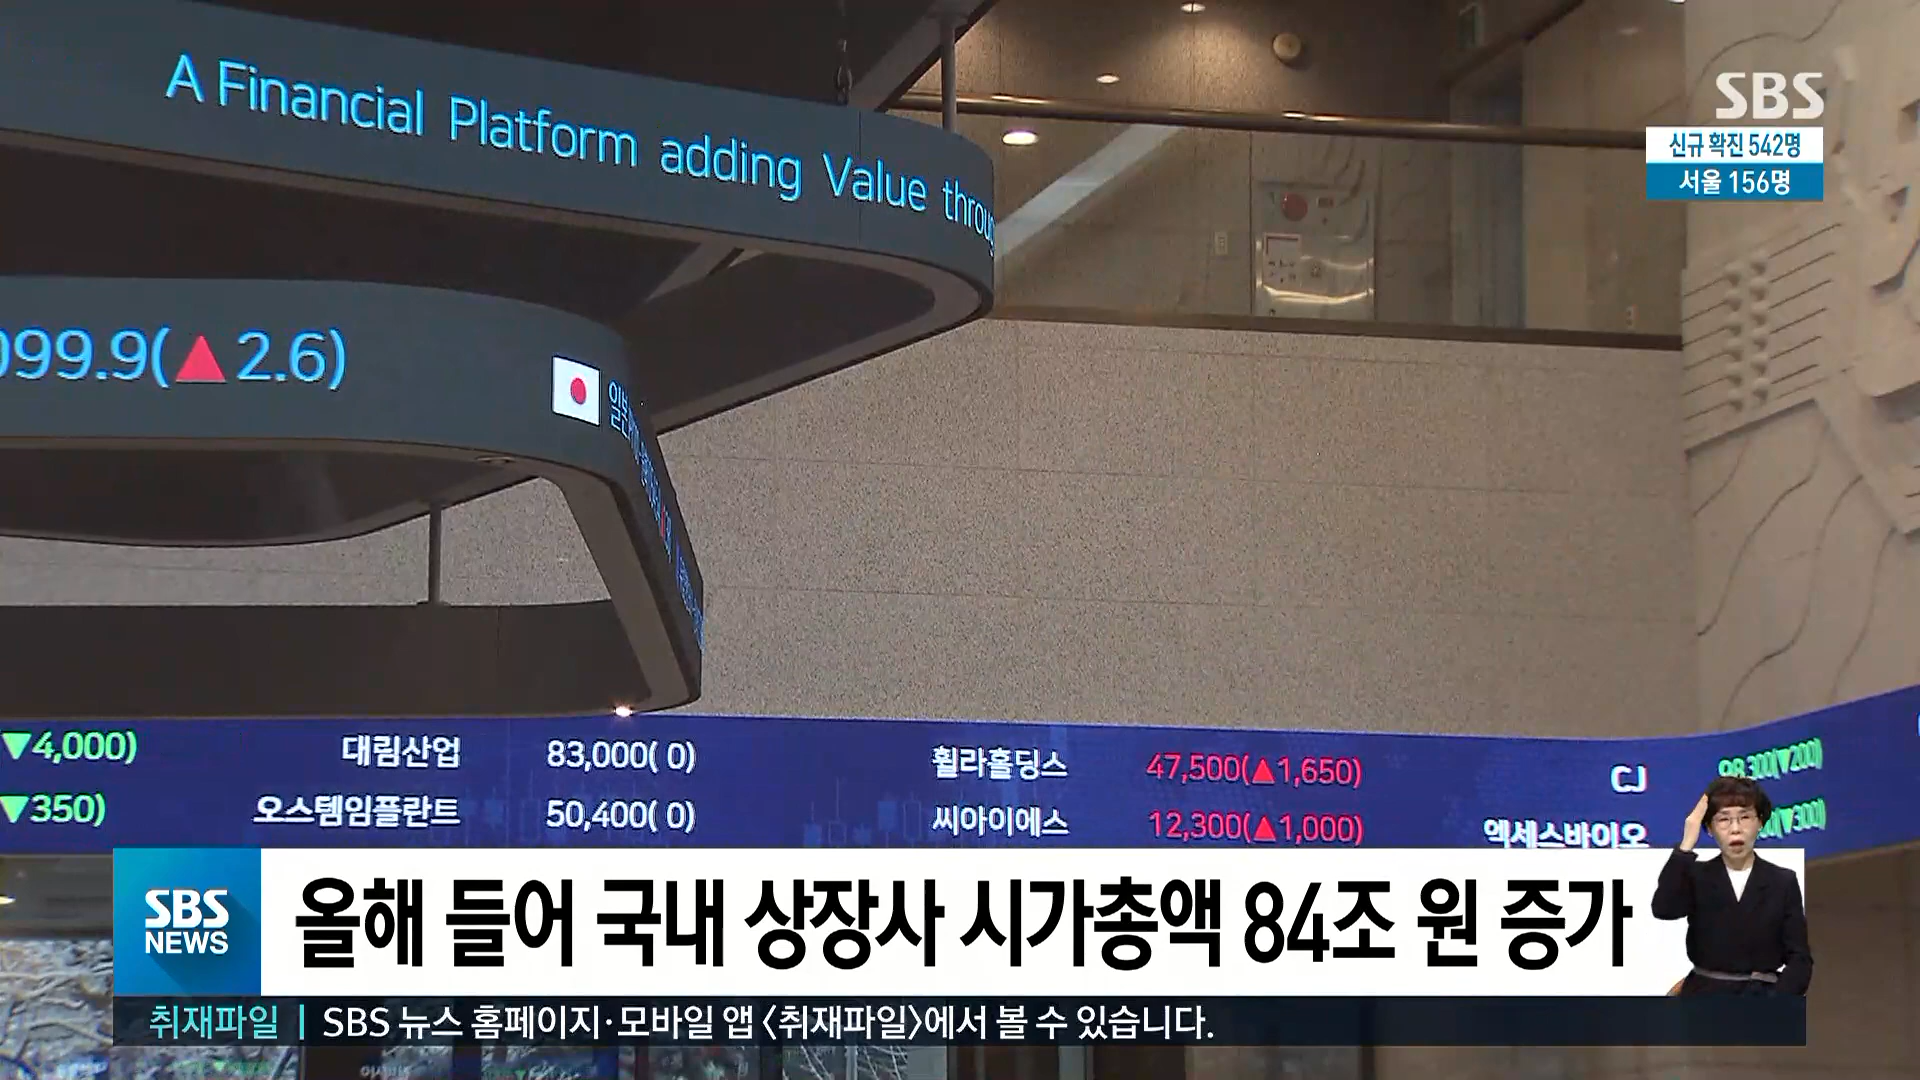 A Financial Platform adding Value throug
SBS
신규 확진 542명
서울 156명
099.9(▲2.6)
▼4,000) 대림산업 83,000( 0) 휠라홀딩스 47,500(▲1,650) CJ 98,300(▼200)
▼350) 오스템임플란트 50,400( 0) 씨아이에스 12,300(▲1,000) 엑세스바이오 (▼300)
SBS NEWS
올해 들어 국내 상장사 시가총액 84조 원 증가
취재파일 | SBS 뉴스 홈페이지·모바일 앱 〈취재파일〉에서 볼 수 있습니다.